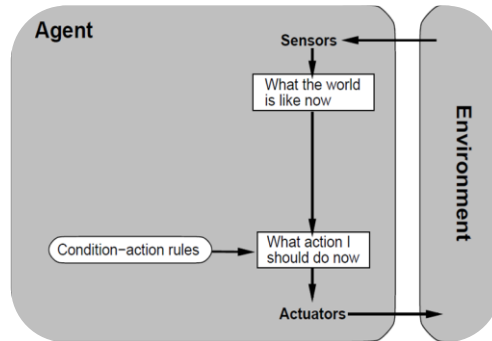 Agent
Sensors
What the world
is like now
Environment
Condition–action rules
What action I
should do now
Actuators